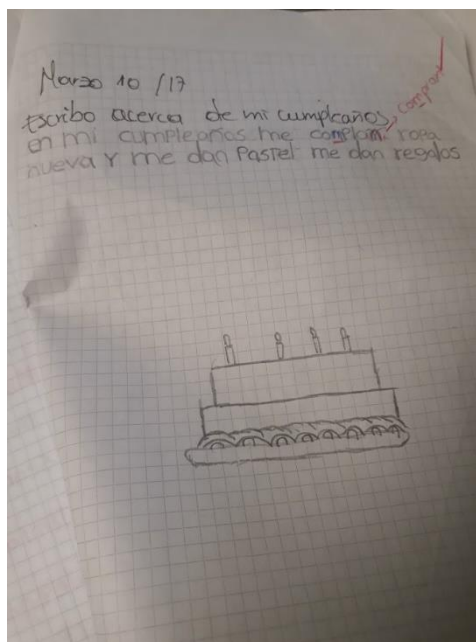 Marzo 10 /17
compran
Escribo acerca de mi cumpleaños,
en mi cumpleaños me complan ropa
nueva y me dan Pastel me dan regalos